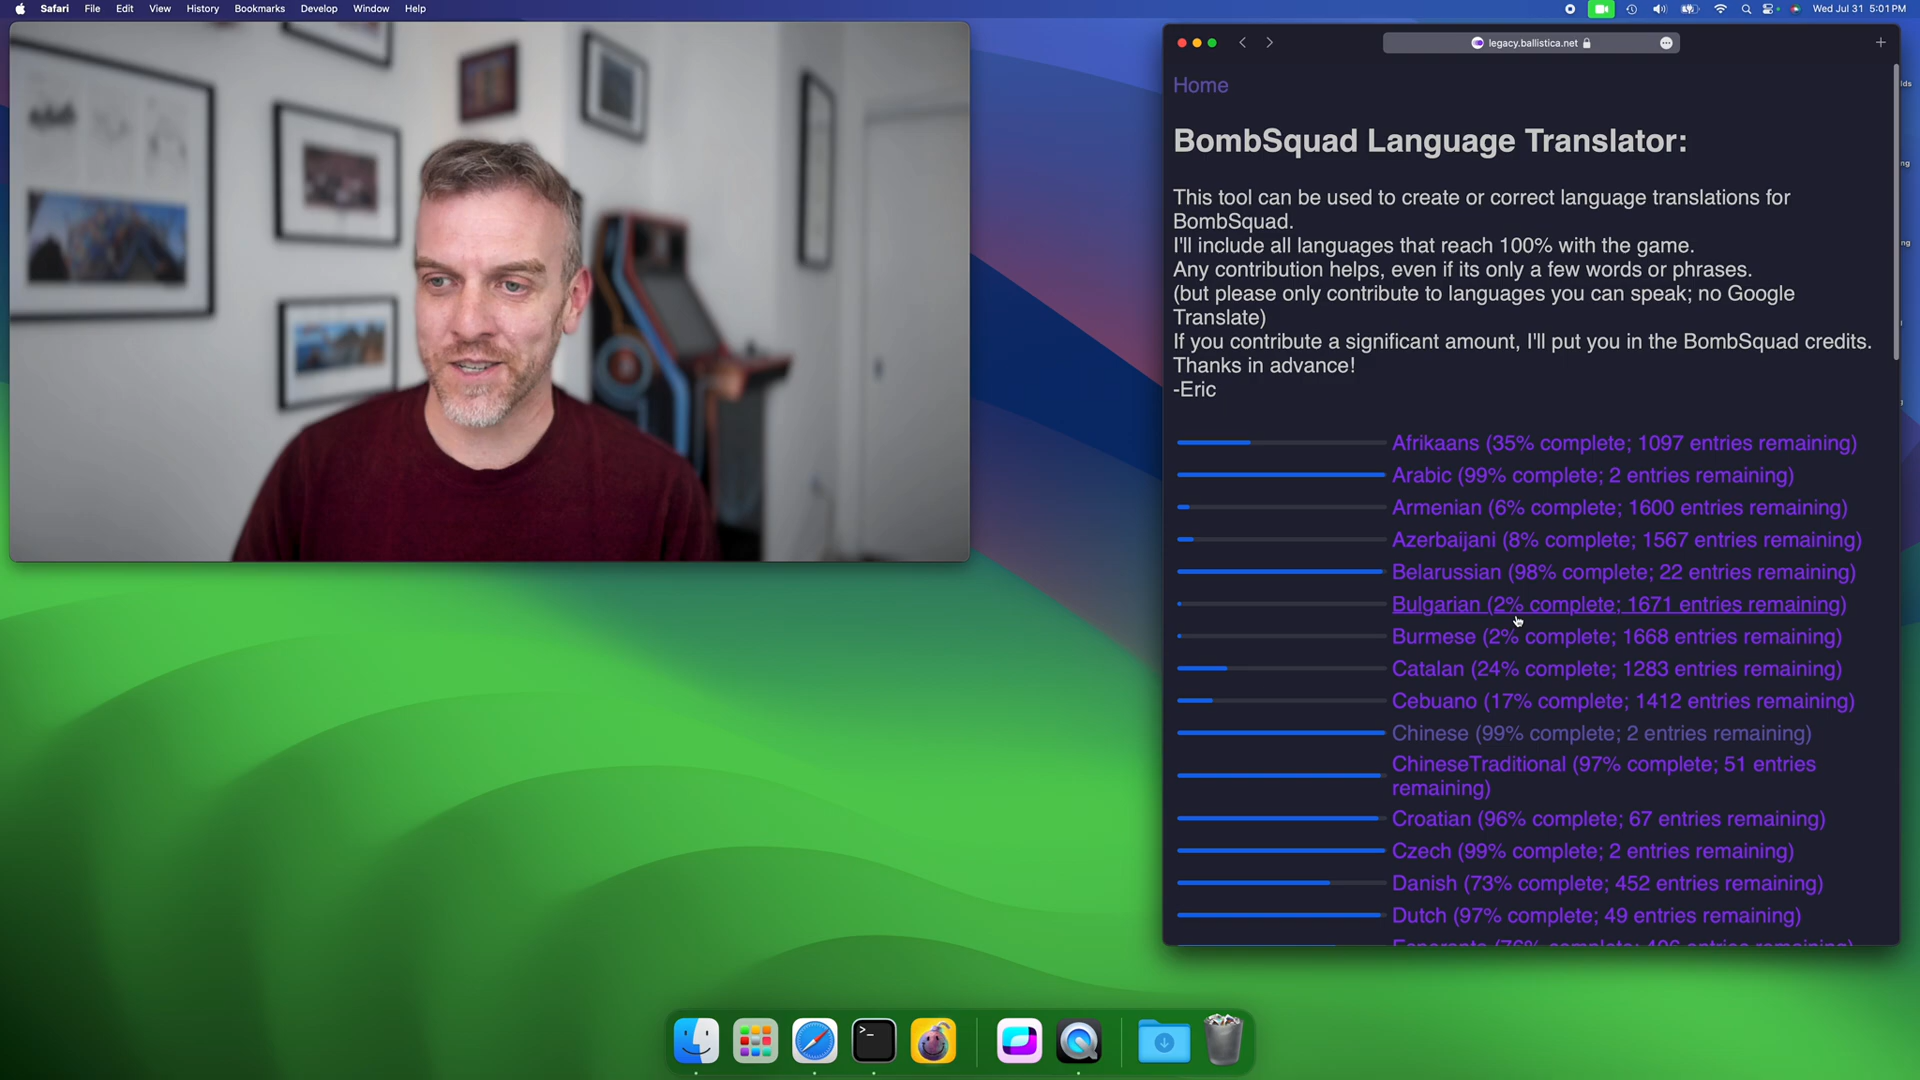 Safari File Edit View History Bookmarks Develop Window Help
Wed Jul 31 5:01 PM
legacy.ballistica.net
Home
BombSquad Language Translator:
This tool can be used to create or correct language translations for
BombSquad.
I'll include all languages that reach 100% with the game.
Any contribution helps, even if its only a few words or phrases.
(but please only contribute to languages you can speak; no Google
Translate)
If you contribute a significant amount, I'll put you in the BombSquad credits.
Thanks in advance!
-Eric
Afrikaans (35% complete; 1097 entries remaining)
Arabic (99% complete; 2 entries remaining)
Armenian (6% complete; 1600 entries remaining)
Azerbaijani (8% complete; 1567 entries remaining)
Belarussian (98% complete; 22 entries remaining)
Bulgarian (2% complete; 1671 entries remaining)
Burmese (2% complete; 1668 entries remaining)
Catalan (24% complete; 1283 entries remaining)
Cebuano (17% complete; 1412 entries remaining)
Chinese (99% complete; 2 entries remaining)
ChineseTraditional (97% complete; 51 entries
remaining)
Croatian (96% complete; 67 entries remaining)
Czech (99% complete; 2 entries remaining)
Danish (73% complete; 452 entries remaining)
Dutch (97% complete; 49 entries remaining)